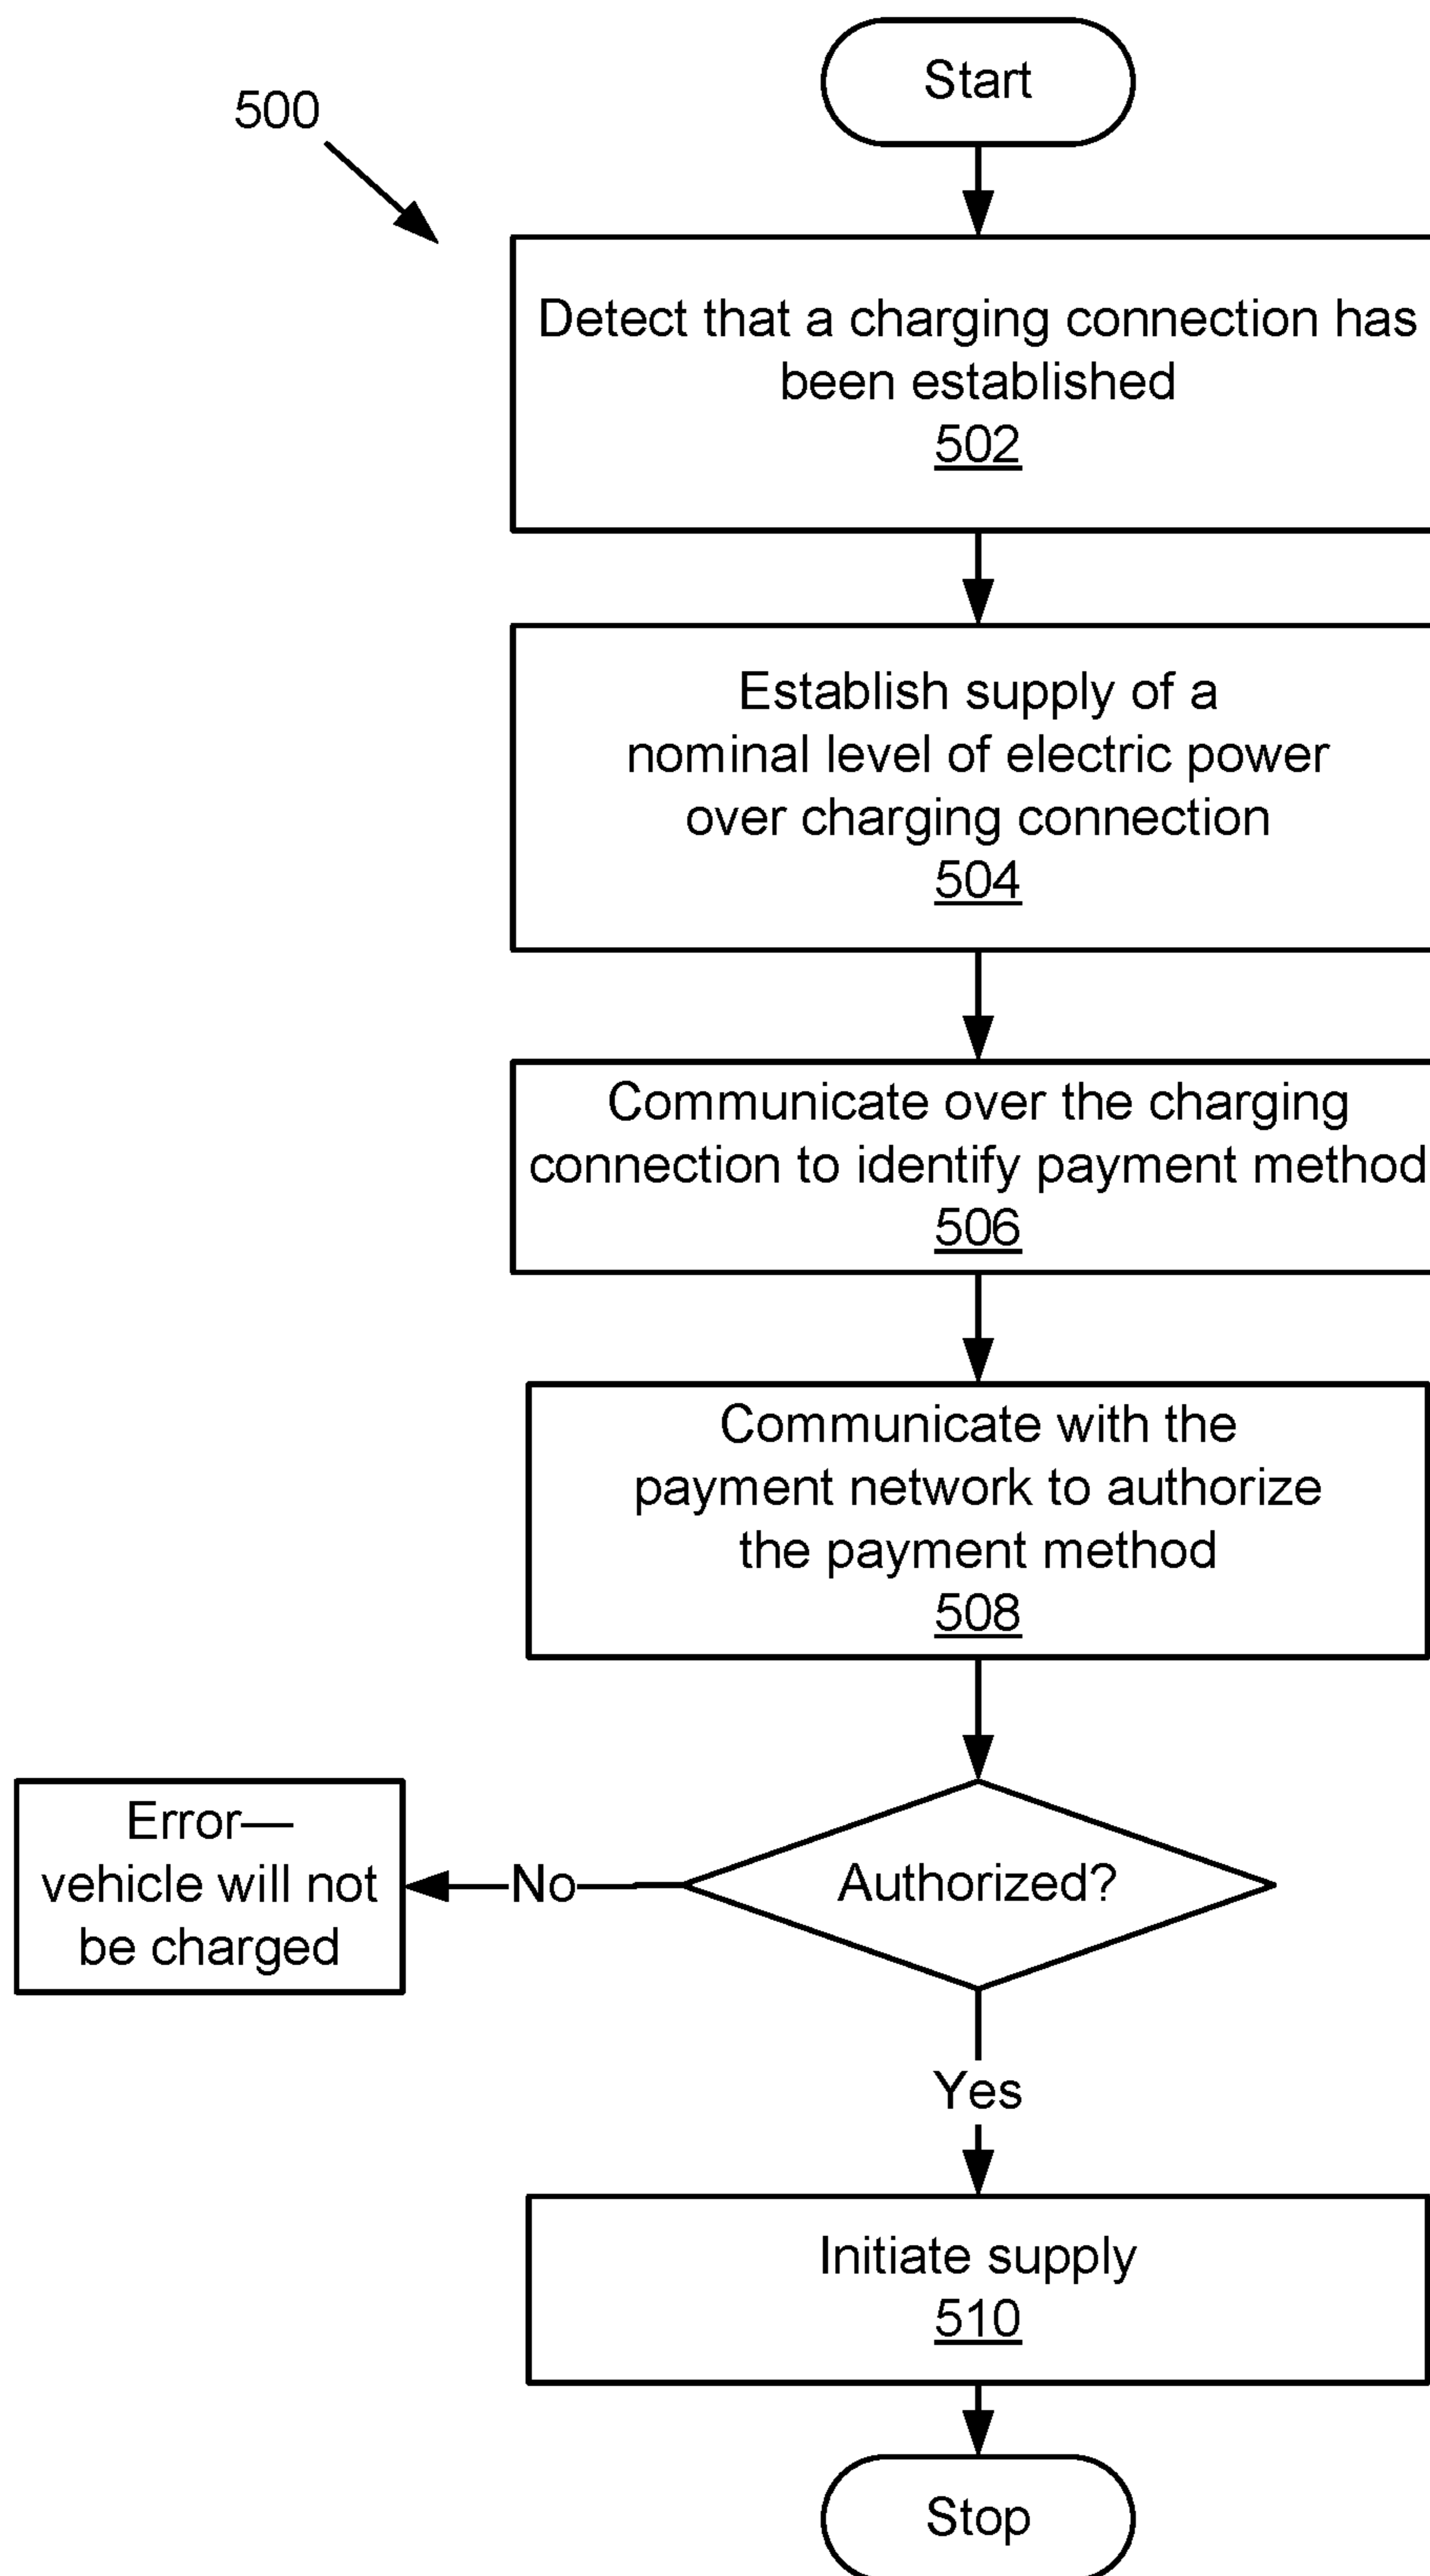 Start
500
Detect that a charging connection has
been established
502
Establish supply of a
nominal level of electric power
over charging connection
504
Communicate over the charging
connection to identify payment method
506
Communicate with the
payment network to authorize
the payment method
508
Authorized?
No
Error—
vehicle will not
be charged
Yes
Initiate supply
510
Stop